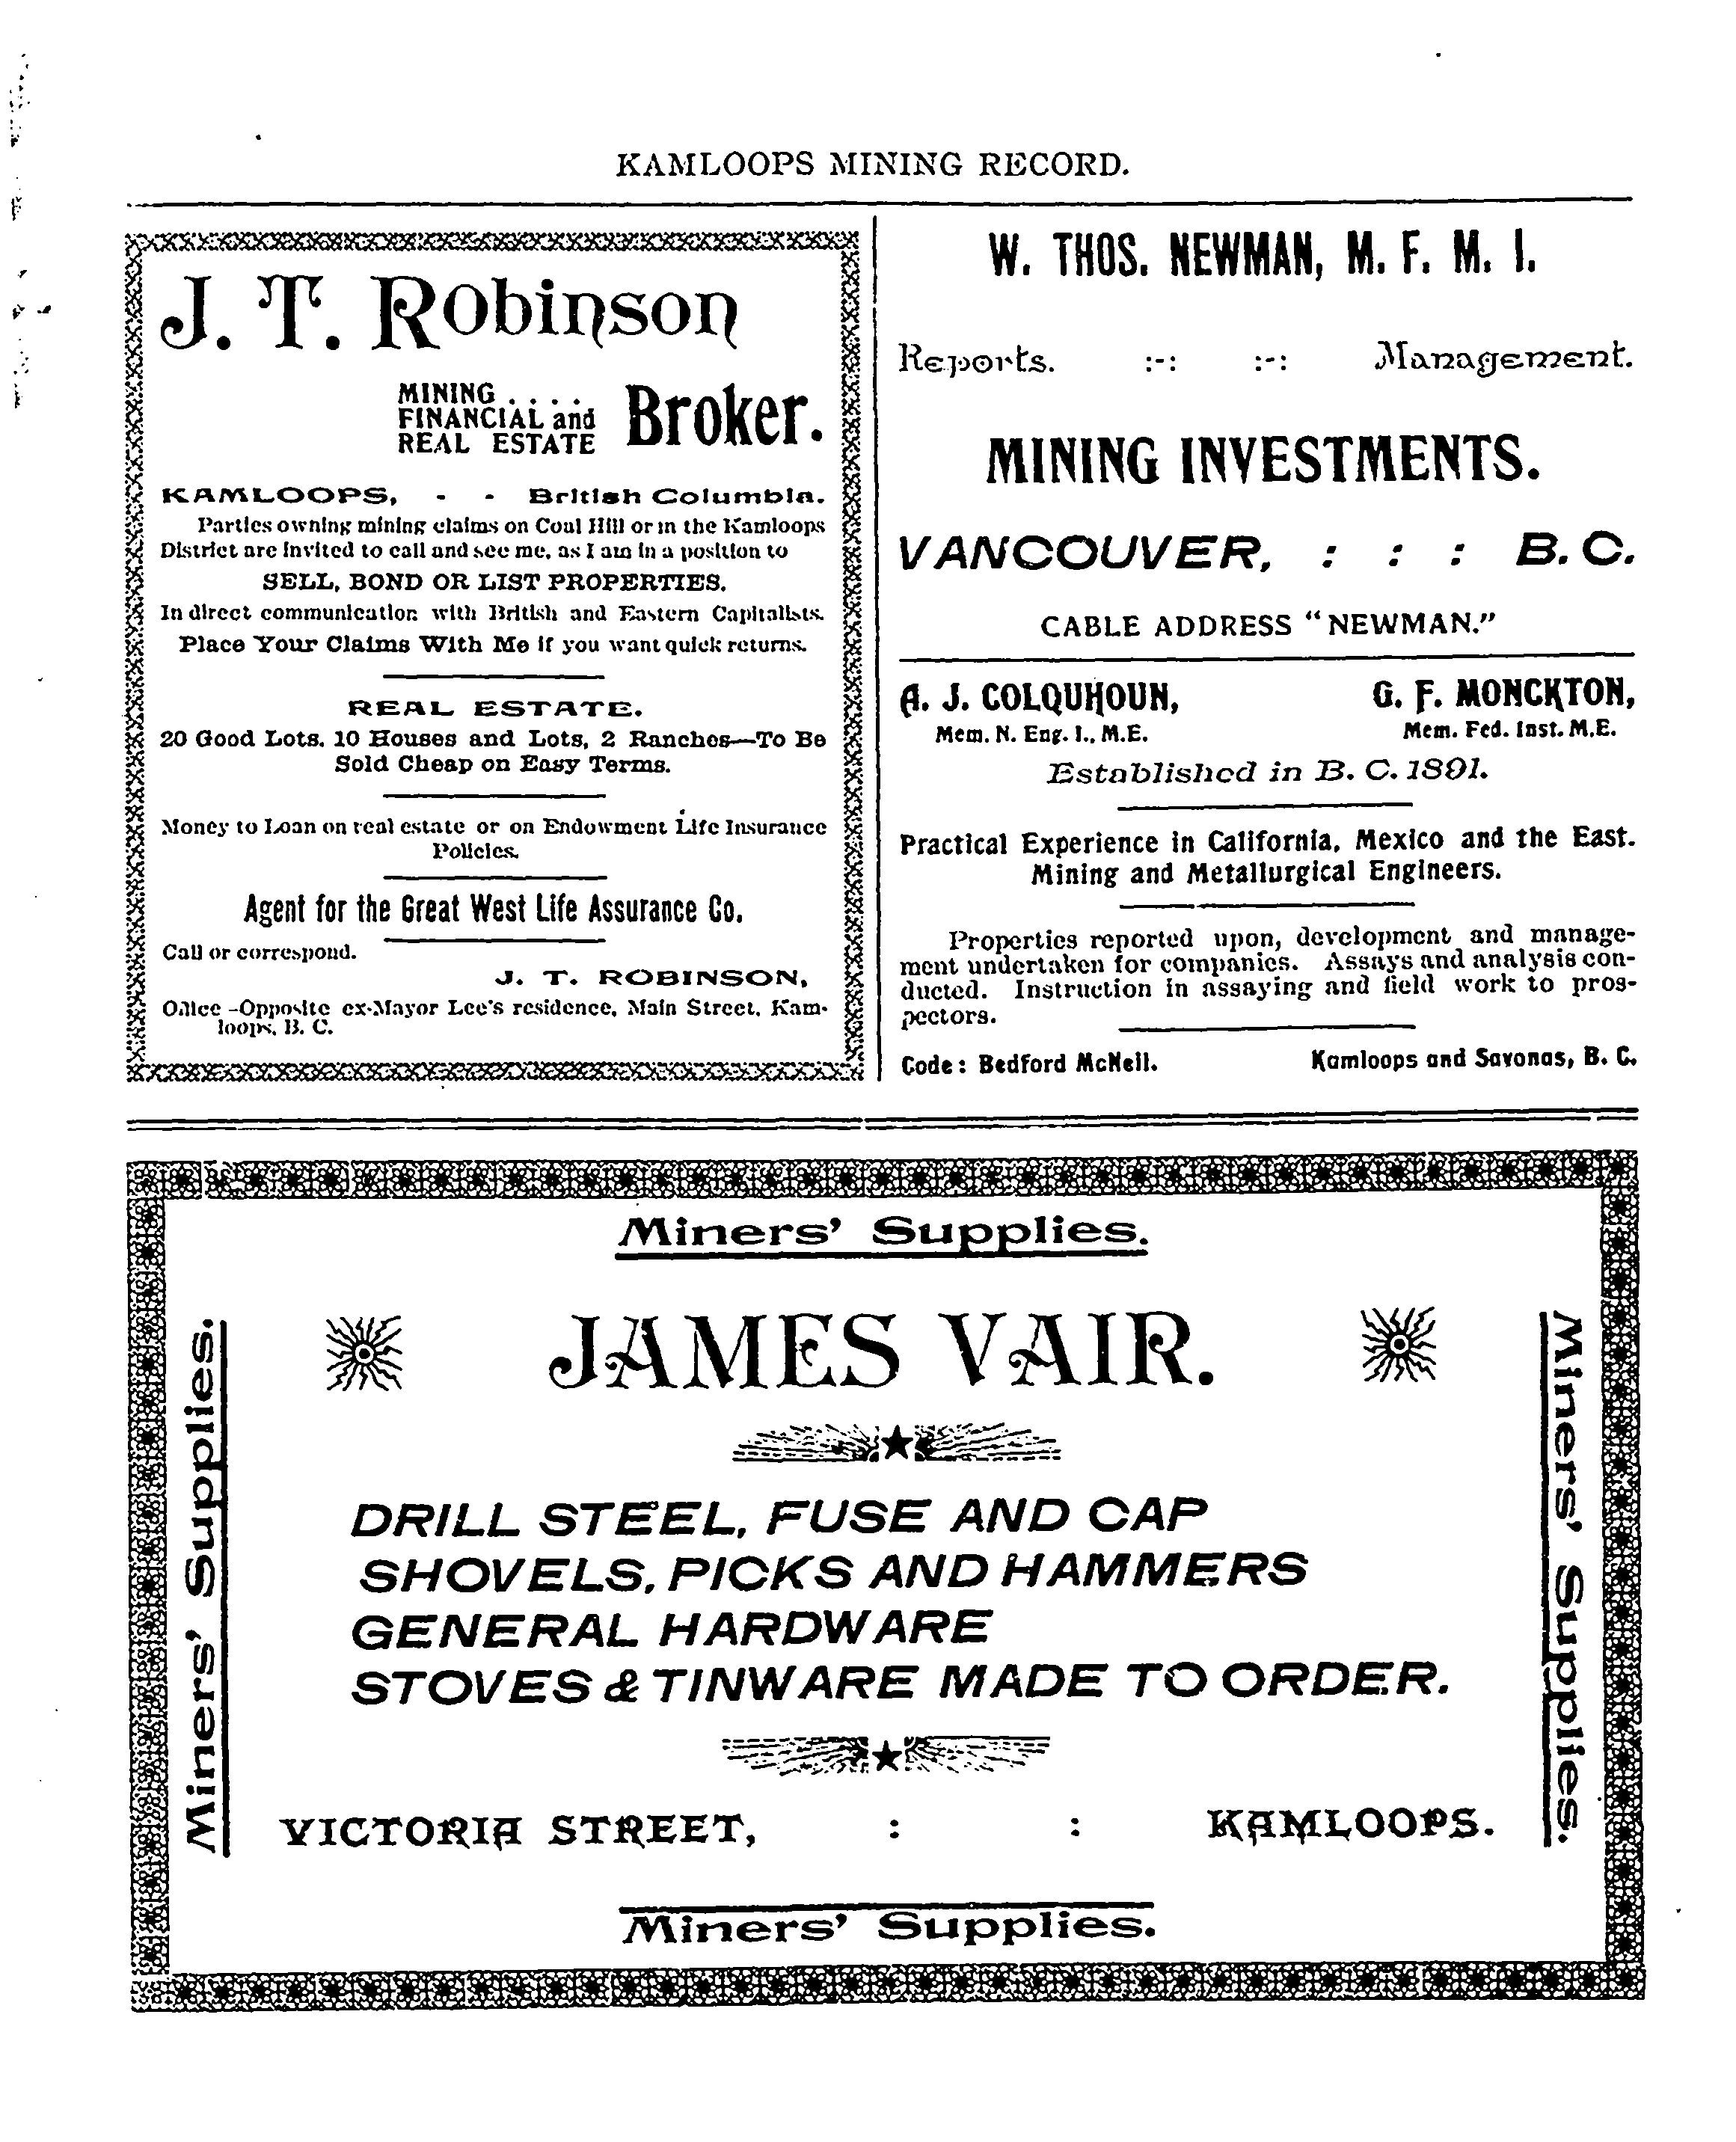 KAMLOOPS MINING RECORD.
J. T. Robinson
MINING . . . .
FINANCIAL and
REAL ESTATE
Broker.
KAMLOOPS, - - British Columbia.
Parties owning mining claims on Coal Hill or in the Kamloops
District are invited to call and see me, as I am in a position to
SELL, BOND OR LIST PROPERTIES.
In direct communication with British and Eastern Capitalists.
Place Your Claims With Me if you want quick returns.
REAL ESTATE.
20 Good Lots. 10 Houses and Lots, 2 Ranches—To Be
Sold Cheap on Easy Terms.
Money to Loan on real estate or on Endowment Life Insurance
Policies.
Agent for the Great West Life Assurance Co.
Call or correspond.
J. T. ROBINSON,
Office -Opposite ex-Mayor Lee's residence, Main Street, Kam-
loops, B. C.
W. THOS. NEWMAN, M. F. M. I.
Reports. :-: :-: Management.
MINING INVESTMENTS.
VANCOUVER, : : : B. C.
CABLE ADDRESS "NEWMAN."
A. J. COLQUHOUN, G. F. MONCKTON,
Mem. N. Eng. I., M.E. Mem. Fed. Inst. M.E.
Established in B. C. 1891.
Practical Experience in California, Mexico and the East.
Mining and Metallurgical Engineers.
Properties reported upon, development and manage-
ment undertaken for companies. Assays and analysis con-
ducted. Instruction in assaying and field work to pros-
pectors.
Code: Bedford McNeil. Kamloops and Savonas, B. C.
Miners' Supplies.
Miners' Supplies.
JAMES VAIR.
DRILL STEEL, FUSE AND CAP
SHOVELS, PICKS AND HAMMERS
GENERAL HARDWARE
STOVES & TINWARE MADE TO ORDER.
VICTORIA STREET, : : KAMLOOPS.
Miners' Supplies.
Miners' Supplies.